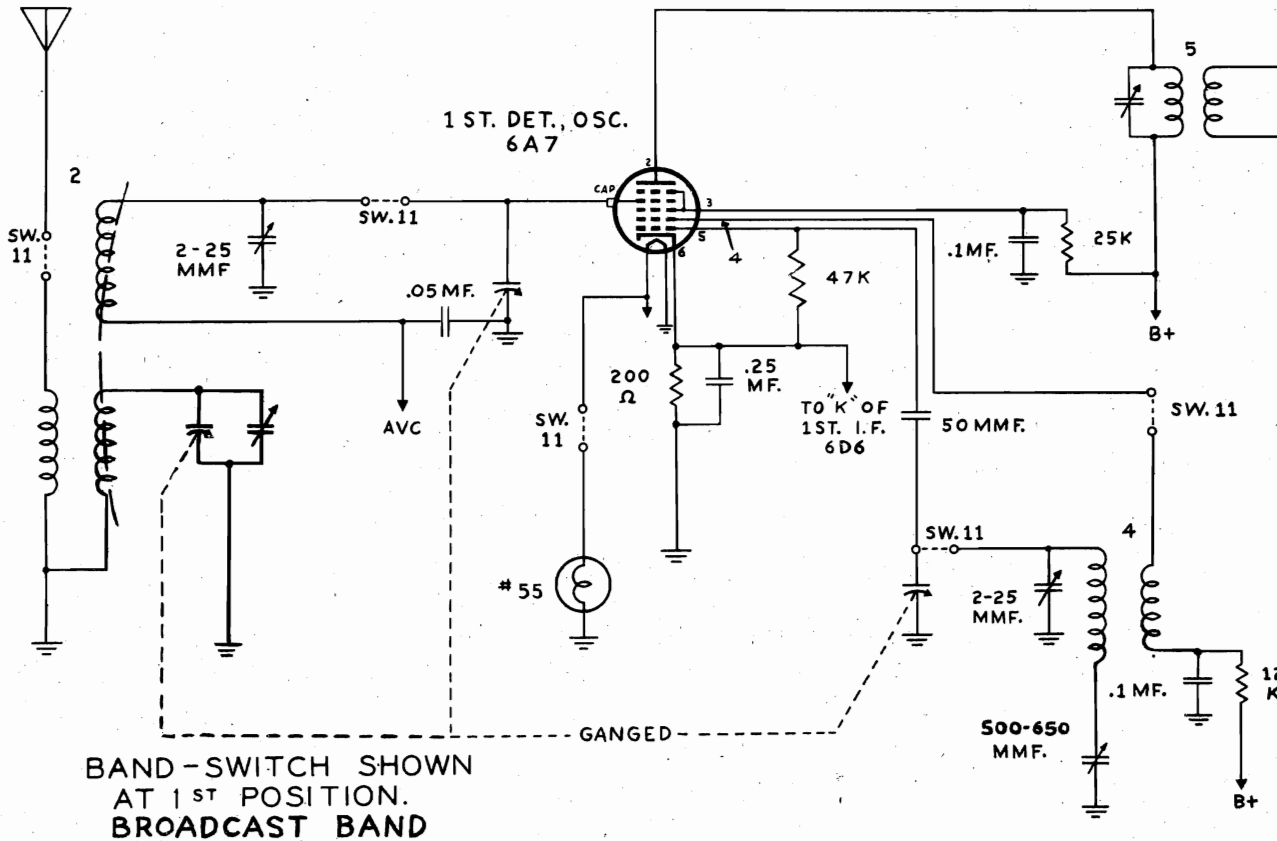 5
1 ST. DET., OSC.
6A7
2
2
CAP
3
SW. 11
SW.
11
2-25
MMF
5
6
4
.1MF.
25K
47K
.05 MF.
B+
200
Ω
.25
MF.
AVC
SW.
11
TO "K" OF
1ST. I.F.
6D6
50 MMF.
SW. 11
SW. 11
4
#55
2-25
MMF.
.1 MF.
12
K
GANGED
500-650
MMF.
B+
BAND-SWITCH SHOWN
AT 1ST POSITION.
BROADCAST BAND